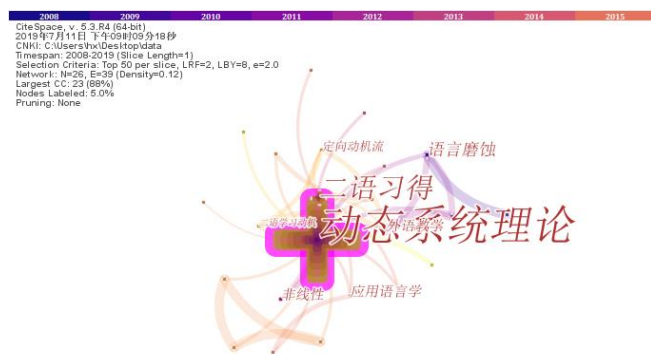 2008 2009 2010 2011 2012 2013 2014 2015
CiteSpace, v. 5.3.R4 (64-bit)
2019年7月11日 下午09时09分18秒
CNKI: C:\Users\hx\Desktop\data
Timespan: 2008-2019 (Slice Length=1)
Selection Criteria: Top 50 per slice, LRF=2, LBY=8, e=2.0
Network: N=26, E=39 (Density=0.12)
Largest CC: 23 (88%)
Nodes Labeled: 5.0%
Pruning: None
定向动机流
语言磨蚀
二语习得
二语学习动机
动态系统理论
外语教学
非线性
应用语言学